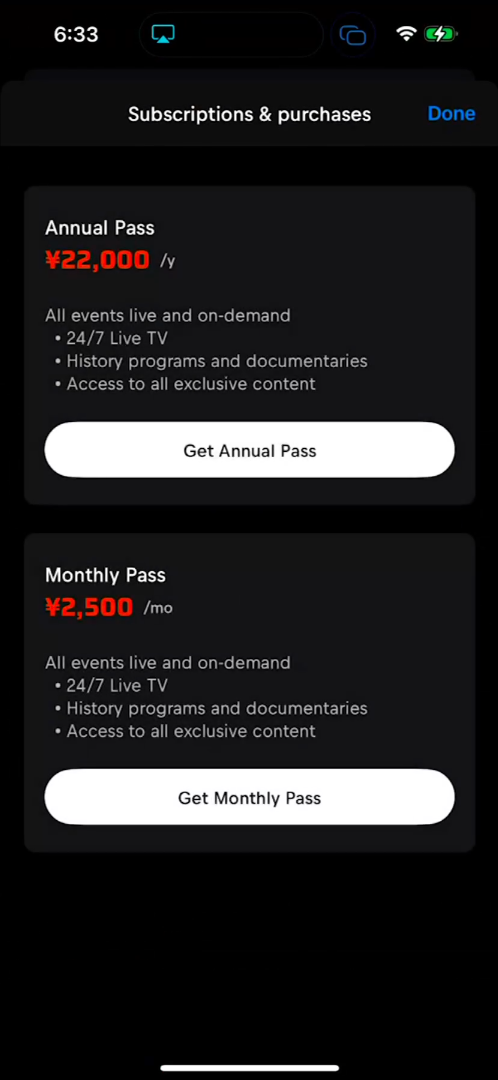 6:33
Subscriptions & purchases
Done
Annual Pass
¥22,000 /y
All events live and on-demand
• 24/7 Live TV
• History programs and documentaries
• Access to all exclusive content
Get Annual Pass
Monthly Pass
¥2,500 /mo
All events live and on-demand
• 24/7 Live TV
• History programs and documentaries
• Access to all exclusive content
Get Monthly Pass